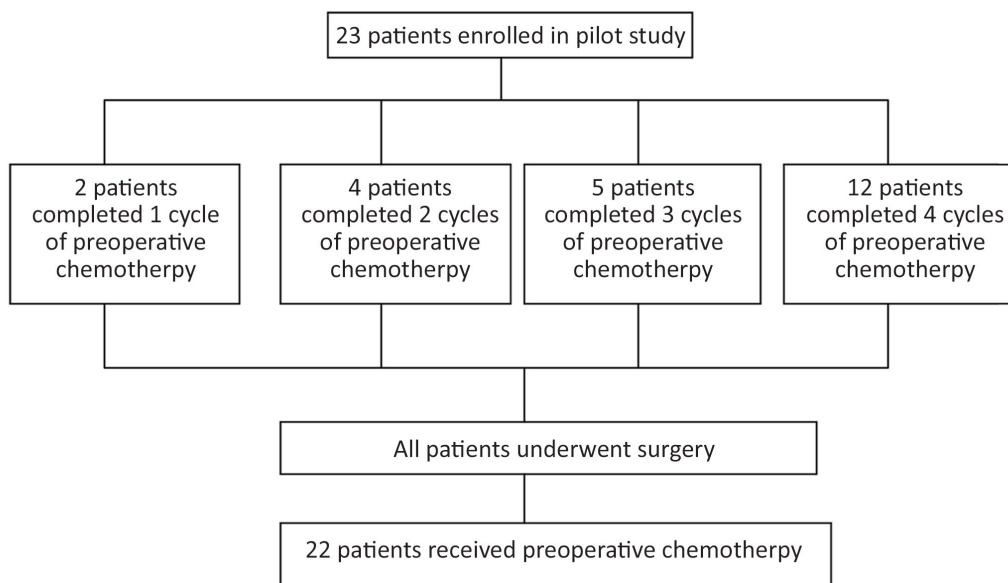 23 patients enrolled in pilot study
2 patients
completed 1 cycle
of preoperative
chemotherpy
4 patients
completed 2 cycles
of preoperative
chemotherpy
5 patients
completed 3 cycles
of preoperative
chemotherpy
12 patients
completed 4 cycles
of preoperative
chemotherpy
All patients underwent surgery
22 patients received preoperative chemotherpy